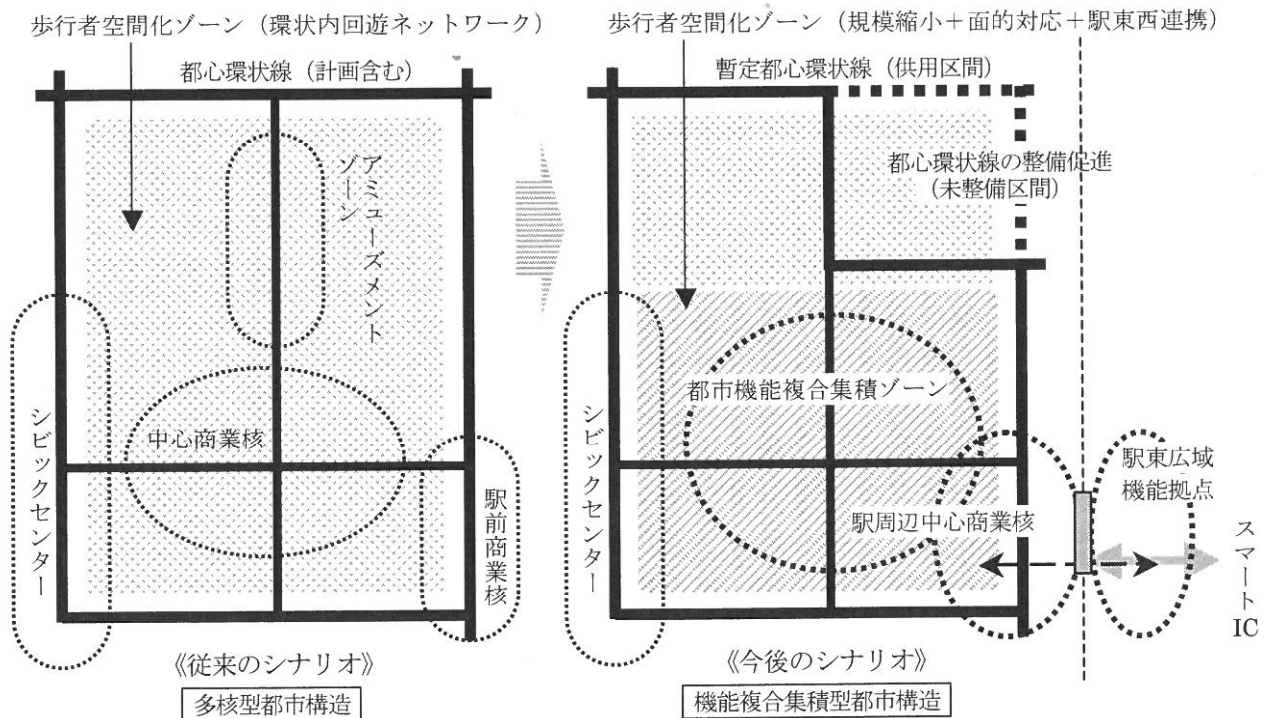 歩行者空間化ゾーン（環状内回遊ネットワーク）
都心環状線（計画含む）
アミューズメント
ゾーン
シビックセンター
中心商業核
駅前商業核
《従来のシナリオ》
多核型都市構造
歩行者空間化ゾーン（規模縮小＋面的対応＋駅東西連携）
暫定都心環状線（供用区間）
都心環状線の整備促進
（未整備区間）
都市機能複合集積ゾーン
シビックセンター
駅周辺中心商業核
駅東広域
機能拠点
スマートIC
《今後のシナリオ》
機能複合集積型都市構造